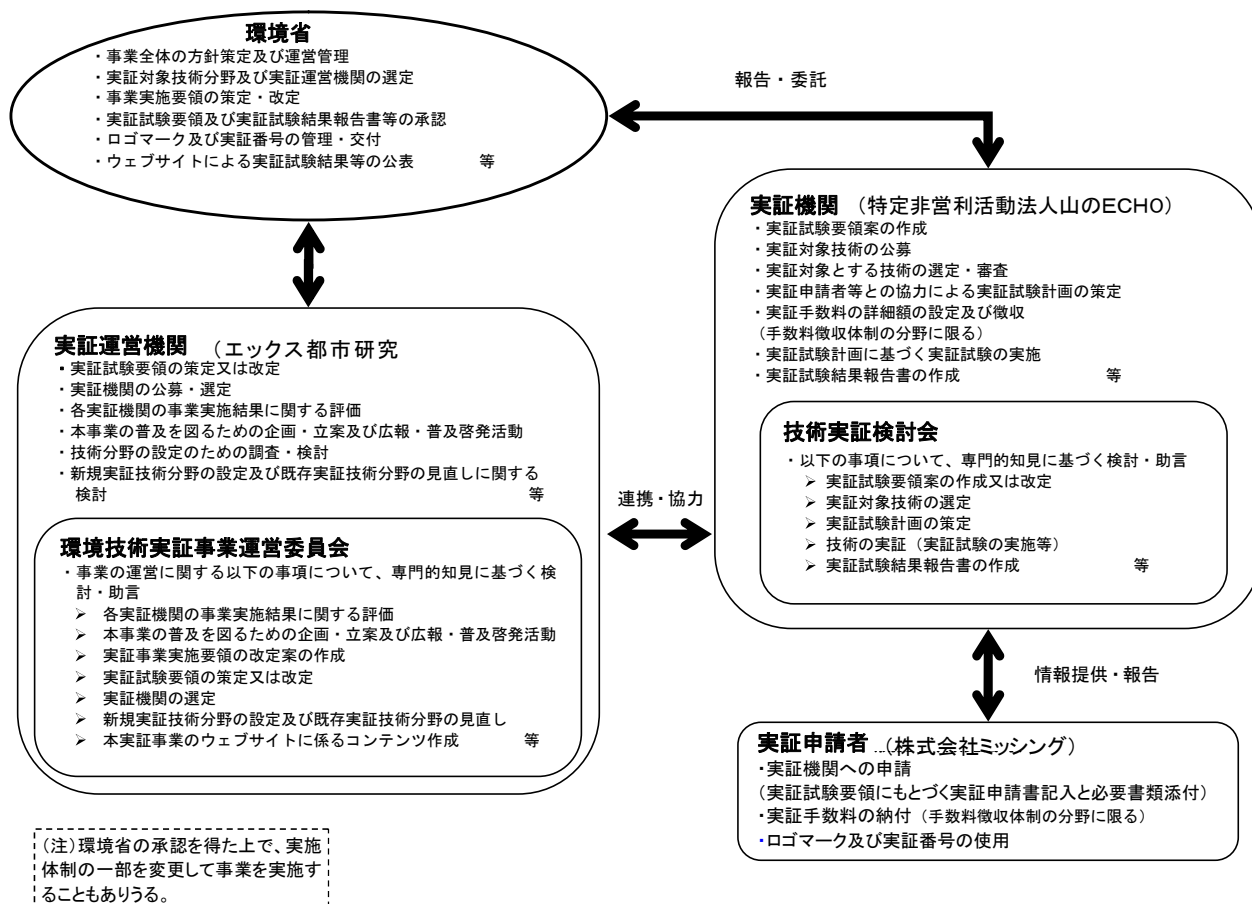 環境省
・事業全体の方針策定及び運営管理
・実証対象技術分野及び実証運営機関の選定
・事業実施要領の策定・改定
・実証試験要領及び実証試験結果報告書等の承認
・ロゴマーク及び実証番号の管理・交付
・ウェブサイトによる実証試験結果等の公表 等
報告・委託
実証機関 (特定非営利活動法人山のECHO)
・実証試験要領案の作成
・実証対象技術の公募
・実証対象とする技術の選定・審査
・実証申請者等との協力による実証試験計画の策定
・実証手数料の詳細額の設定及び徴収
(手数料徴収体制の分野に限る)
・実証試験計画に基づく実証試験の実施
・実証試験結果報告書の作成 等
技術実証検討会
・以下の事項について、専門的知見に基づく検討・助言
➢ 実証試験要領案の作成又は改定
➢ 実証対象技術の選定
➢ 実証試験計画の策定
➢ 技術の実証(実証試験の実施等)
➢ 実証試験結果報告書の作成 等
実証運営機関 (エックス都市研究
・実証試験要領の策定又は改定
・実証機関の公募・選定
・各実証機関の事業実施結果に関する評価
・本事業の普及を図るための企画・立案及び広報・普及啓発活動
・技術分野の設定のための調査・検討
・新規実証技術分野の設定及び既存実証技術分野の見直しに関する
検討 等
連携・協力
環境技術実証事業運営委員会
・事業の運営に関する以下の事項について、専門的知見に基づく検
討・助言
➢ 各実証機関の事業実施結果に関する評価
➢ 本事業の普及を図るための企画・立案及び広報・普及啓発活動
➢ 実証事業実施要領の改定案の作成
➢ 実証試験要領の策定又は改定
➢ 実証機関の選定
➢ 新規実証技術分野の設定及び既存実証技術分野の見直し
➢ 本実証事業のウェブサイトに係るコンテンツ作成 等
情報提供・報告
実証申請者 (株式会社ミッシング)
・実証機関への申請
(実証試験要領にもとづく実証申請書記入と必要書類添付)
・実証手数料の納付(手数料徴収体制の分野に限る)
・ロゴマーク及び実証番号の使用
(注)環境省の承認を得た上で、実施
体制の一部を変更して事業を実施す
ることもありうる。